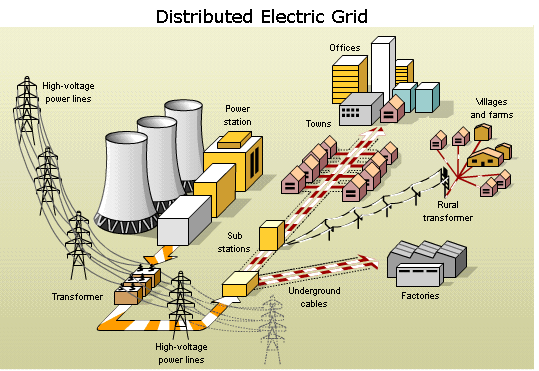 Distributed Electric Grid
Offices
High-voltage
power lines
Power
station
Towns
Villages
and farms
Rural
transformer
Sub
stations
Transformer
Underground
cables
Factories
High-voltage
power lines